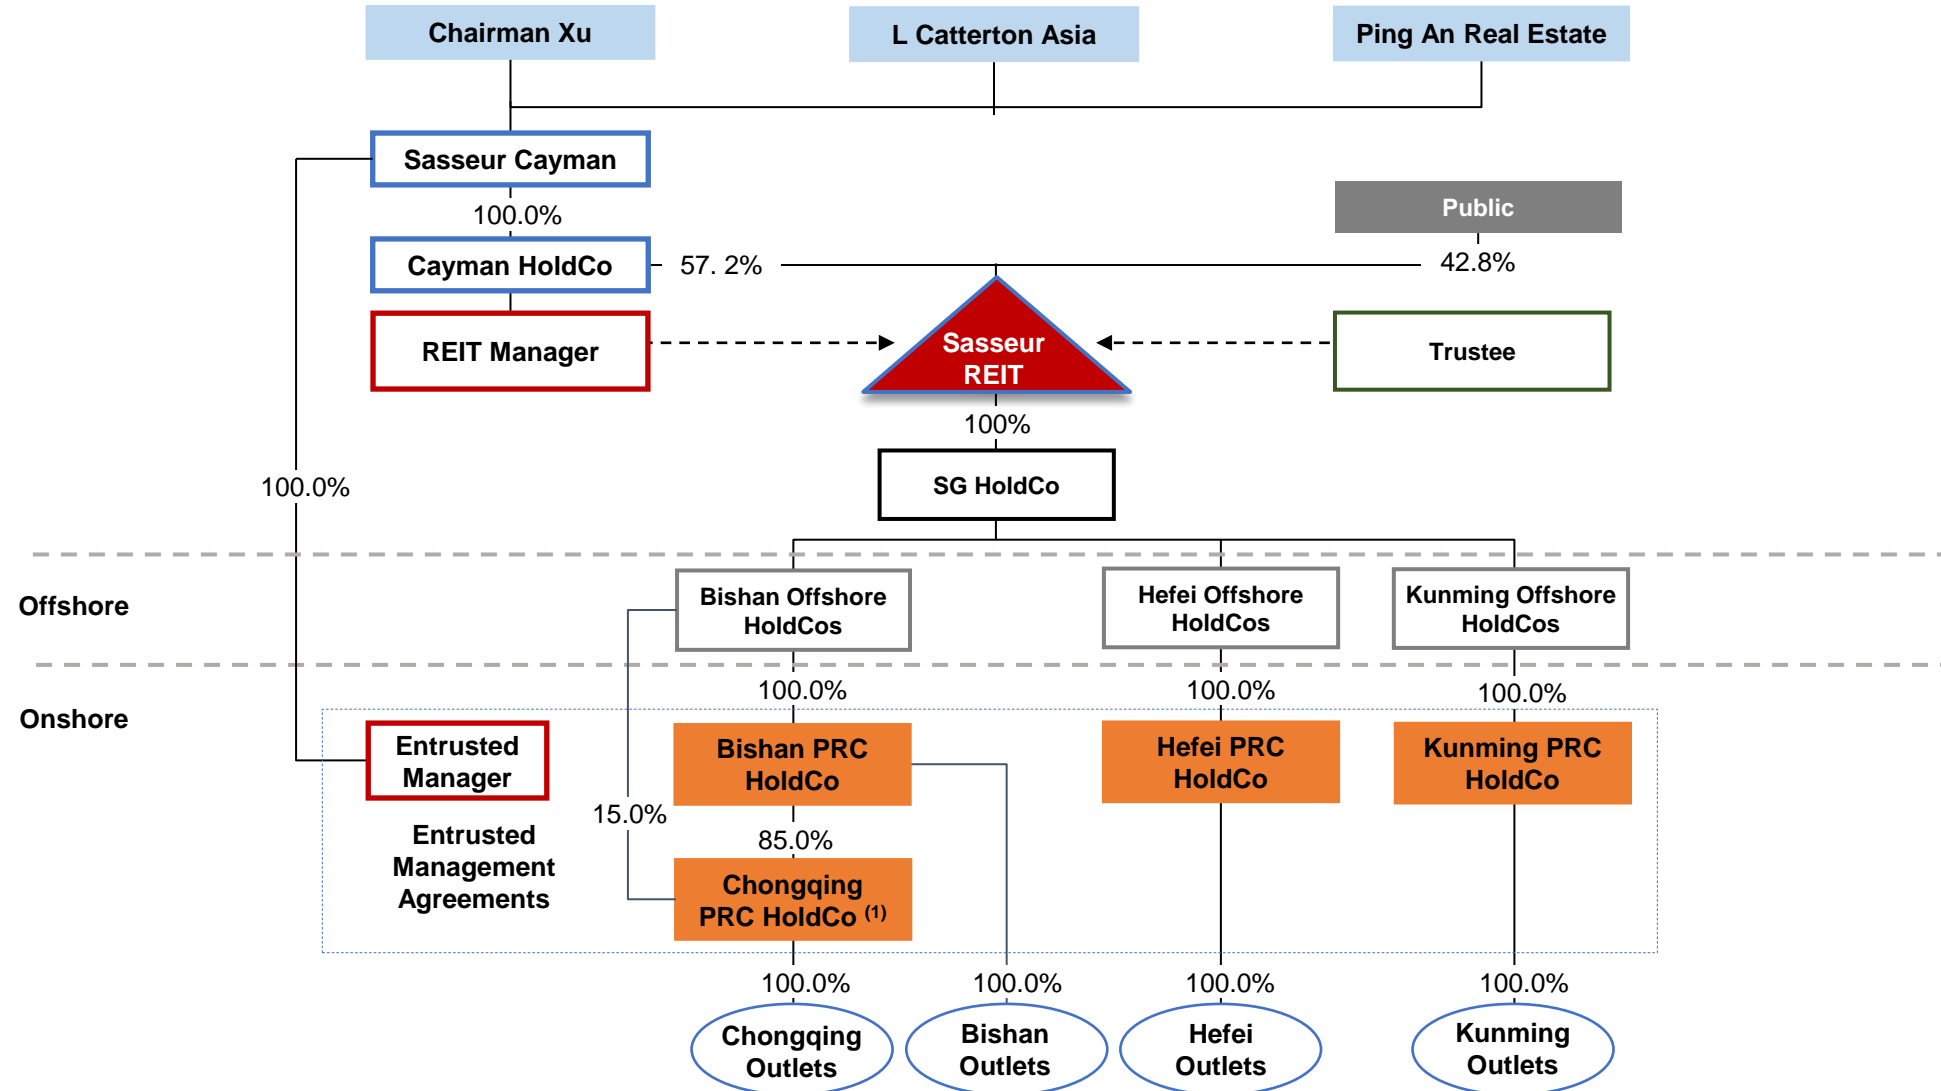 Chairman Xu
L Catterton Asia
Ping An Real Estate
Sasseur Cayman
100.0%
Public
Cayman HoldCo
57. 2%
42.8%
REIT Manager
Sasseur
REIT
Trustee
100%
SG HoldCo
100.0%
Offshore
Bishan Offshore
HoldCos
Hefei Offshore
HoldCos
Kunming Offshore
HoldCos
100.0%
100.0%
100.0%
Onshore
Entrusted
Manager
Bishan PRC
HoldCo
Hefei PRC
HoldCo
Kunming PRC
HoldCo
15.0%
85.0%
Entrusted
Management
Agreements
Chongqing
PRC HoldCo (1)
100.0%
100.0%
100.0%
100.0%
Chongqing
Outlets
Bishan
Outlets
Hefei
Outlets
Kunming
Outlets